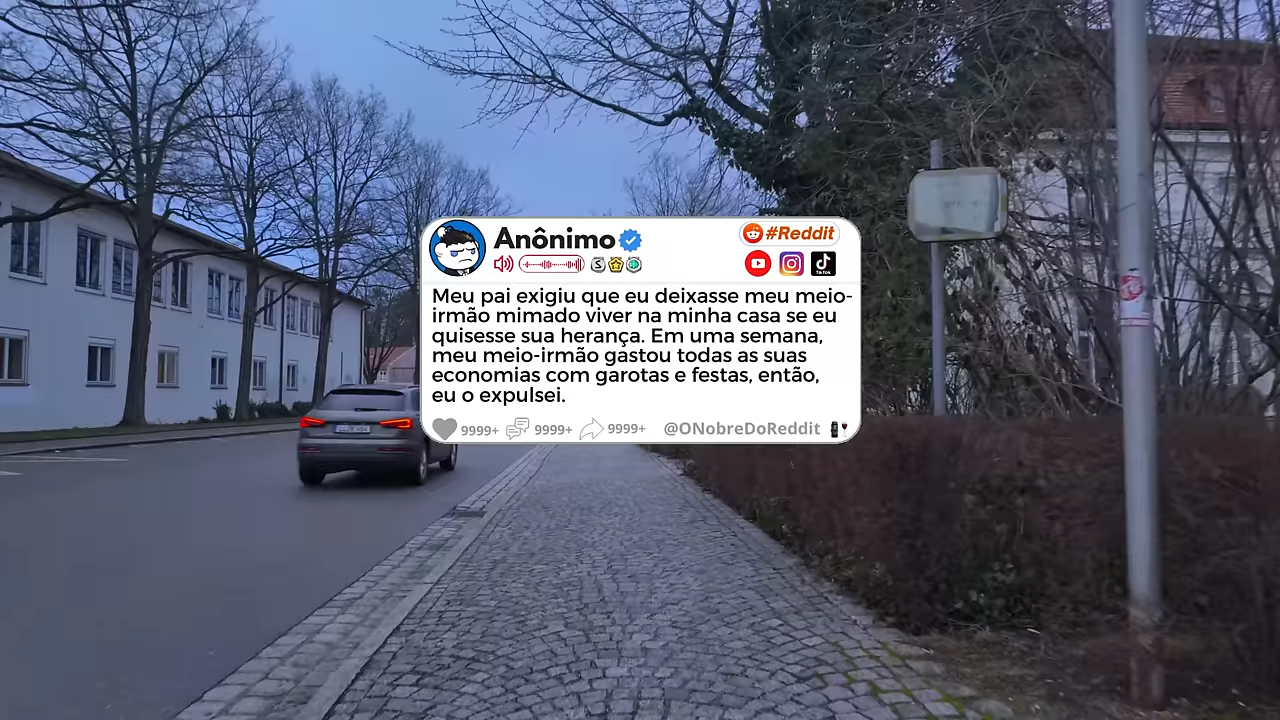 Anônimo
#Reddit
Meu pai exigiu que eu deixasse meu meio-
irmão mimado viver na minha casa se eu
quisesse sua herança. Em uma semana,
meu meio-irmão gastou todas as suas
economias com garotas e festas, então,
eu o expulsei.
9999+ 9999+ 9999+ @ONobreDoReddit